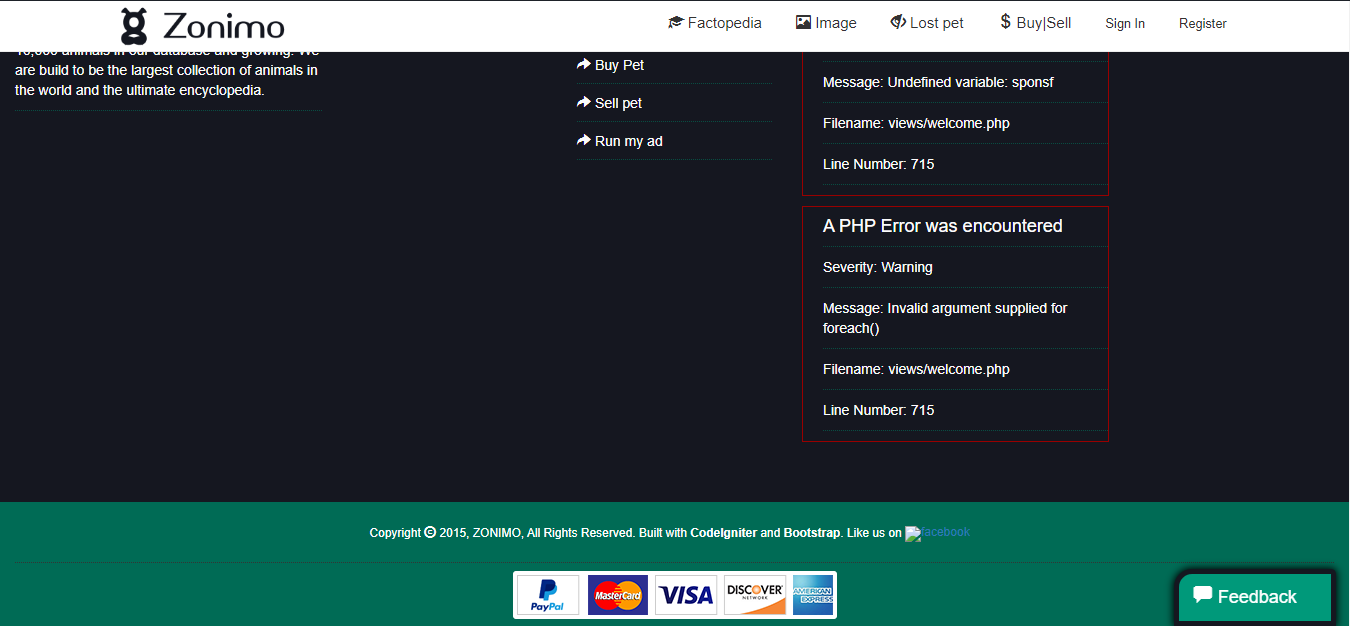 Zonimo
Factopedia
Image
Lost pet
$ Buy|Sell
Sign In
Register
10,000 animals in our database and growing. We
are build to be the largest collection of animals in
the world and the ultimate encyclopedia.
Buy Pet
Sell pet
Run my ad
Message: Undefined variable: sponsf
Filename: views/welcome.php
Line Number: 715
A PHP Error was encountered
Severity: Warning
Message: Invalid argument supplied for
foreach()
Filename: views/welcome.php
Line Number: 715
Copyright © 2015, ZONIMO, All Rights Reserved. Built with CodeIgniter and Bootstrap. Like us on facebook
PayPal
MasterCard
VISA
DISCOVER
NETWORK
AMERICAN
EXPRESS
Feedback